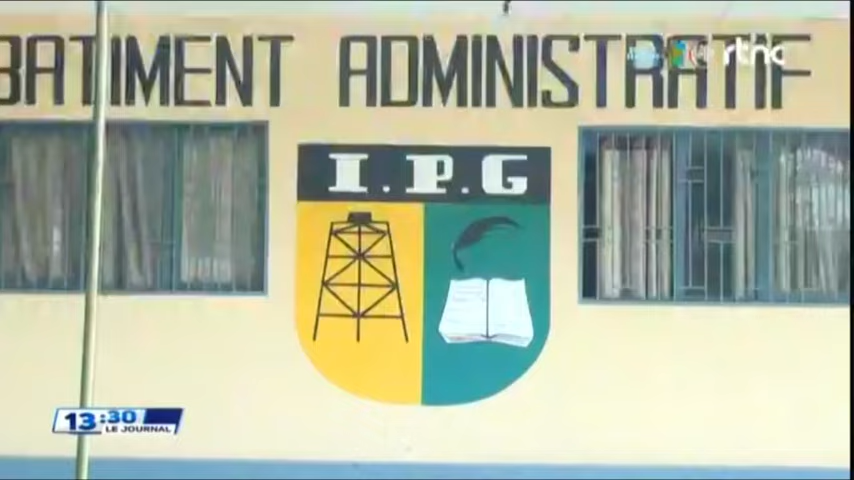 BATIMENT ADMINISTRATIF
rtnc
I.P.G
13:30
LE JOURNAL